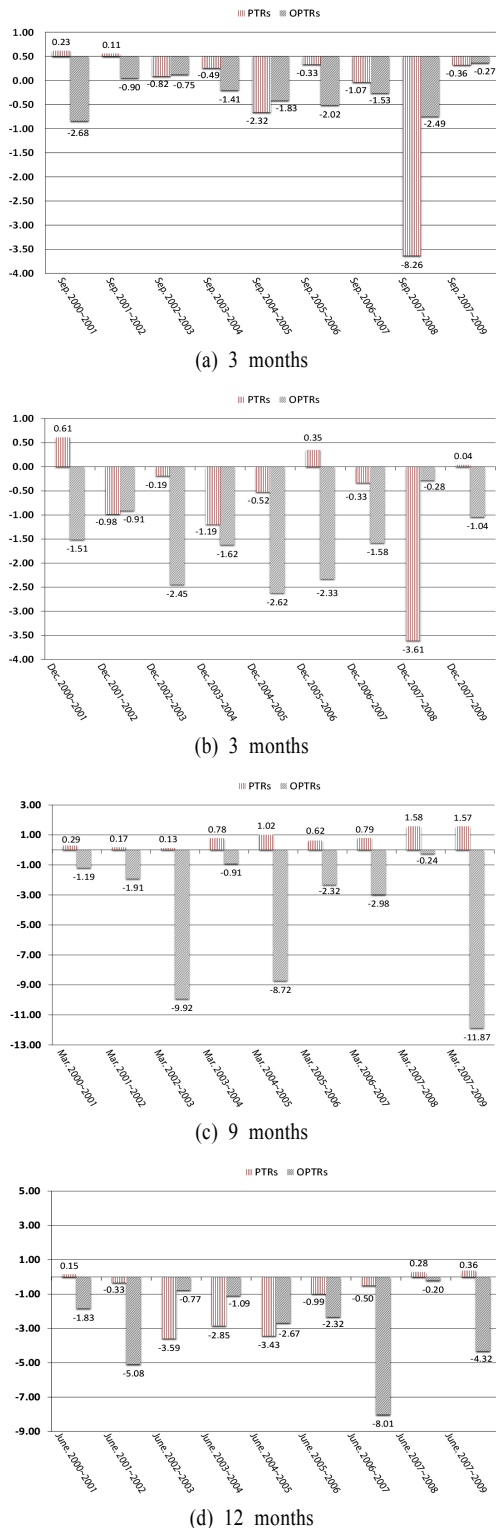 PTRs OPTRs
1.00
0.50
0.00
-0.50
-1.00
-1.50
-2.00
-2.50
-3.00
-3.50
-4.00
0.23 0.11 -0.82 -0.75 -0.49 -0.33 -0.36 -0.27
-2.68 -0.90 -1.41 -2.32 -1.83 -2.02 -1.07 -1.53 -8.26 -2.49
Sep. 2000~2001 Sep. 2001~2002 Sep. 2002~2003 Sep. 2003~2004 Sep. 2004~2005 Sep. 2005~2006 Sep. 2006~2007 Sep. 2007~2008 Sep. 2007~2009
(a) 3 months
PTRs OPTRs
1.00
0.50
0.00
-0.50
-1.00
-1.50
-2.00
-2.50
-3.00
-3.50
-4.00
0.61 -0.98 -0.19 -1.19 -0.52 0.35 -0.33 -3.61 0.04
-1.51 -0.91 -2.45 -1.62 -2.62 -2.33 -1.58 -0.28 -1.04
Dec. 2000~2001 Dec. 2001~2002 Dec. 2002~2003 Dec. 2003~2004 Dec. 2004~2005 Dec. 2005~2006 Dec. 2006~2007 Dec. 2007~2008 Dec. 2007~2009
(b) 3 months
PTRs OPTRs
3.00
1.00
-1.00
-3.00
-5.00
-7.00
-9.00
-11.00
-13.00
0.29 0.17 0.13 0.78 1.02 0.62 0.79 1.58 1.57
-1.19 -1.91 -9.92 -0.91 -8.72 -2.32 -2.98 -0.24 -11.87
Mar. 2000~2001 Mar. 2001~2002 Mar. 2002~2003 Mar. 2003~2004 Mar. 2004~2005 Mar. 2005~2006 Mar. 2006~2007 Mar. 2007~2008 Mar. 2007~2009
(c) 9 months
PTRs OPTRs
5.00
3.00
1.00
-1.00
-3.00
-5.00
-7.00
-9.00
0.15 -0.33 -3.59 -2.85 -3.43 -0.99 -0.50 0.28 0.36
-1.83 -5.08 -0.77 -1.09 -2.67 -2.32 -8.01 -0.20 -4.32
June. 2000~2001 June. 2001~2002 June. 2002~2003 June. 2003~2004 June. 2004~2005 June. 2005~2006 June. 2006~2007 June. 2007~2008 June. 2007~2009
(d) 12 months